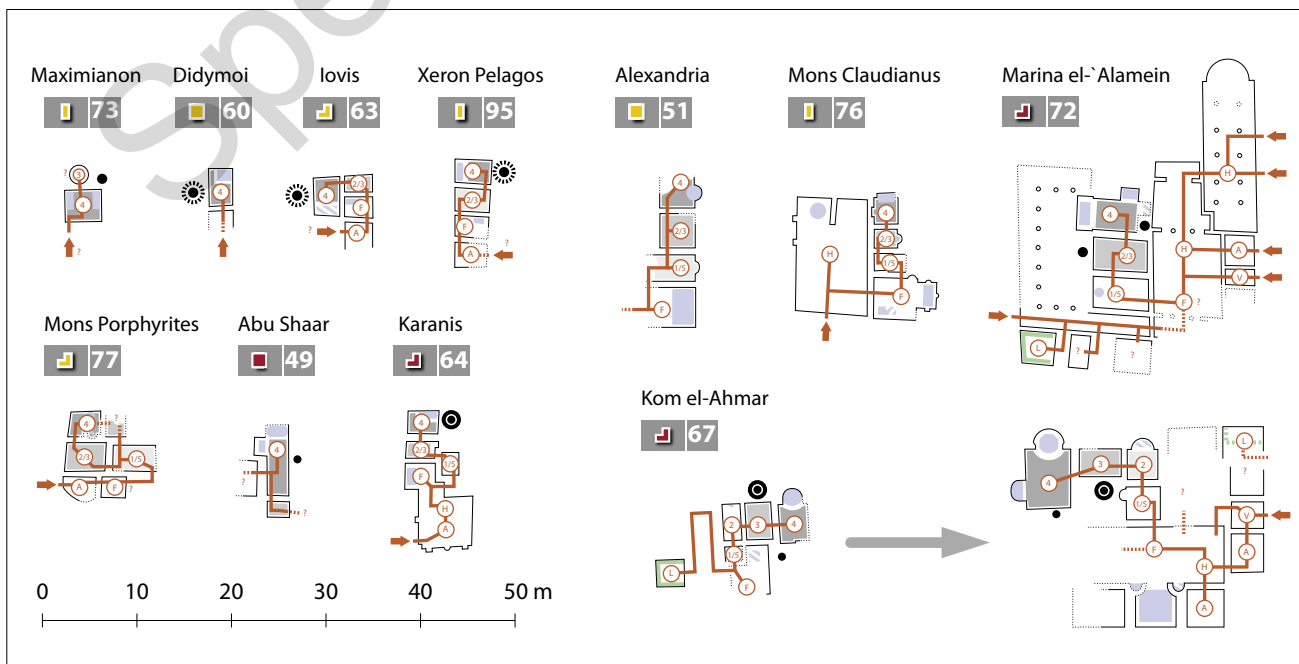 Spe
Maximianon
73
? 3
4
?
Didymoi
60
4
Iovis
63
2/3
4
F
? A
Xeron Pelagos
95
4
2/3
F
A ?
Alexandria
51
4
2/3
1/5
F
Mons Claudianus
76
4
2/3
1/5
H
F
Marina el-`Alamein
72
H
4
2/3
H
A
V
1/5
F ?
L
?
?
Mons Porphyrites
77
4 ?
2/3
1/5
A
F ?
Abu Shaar
49
4
?
?
Karanis
64
4
2/3
1/5
F
H
A
Kom el-Ahmar
67
2
3
4
1/5
L
F
L
?
2
3
4
1/5
?
V
F
A
H
A
0 10 20 30 40 50 m